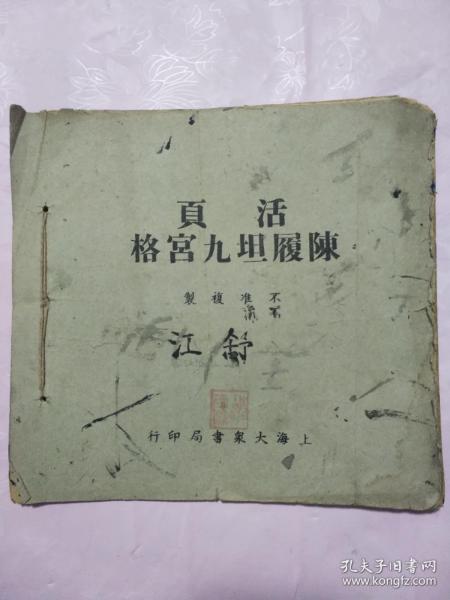 活頁
陳履坦九宮格
不准複製
舒江
上海大衆書局印行
孔夫子旧书网
www.kongfz.com